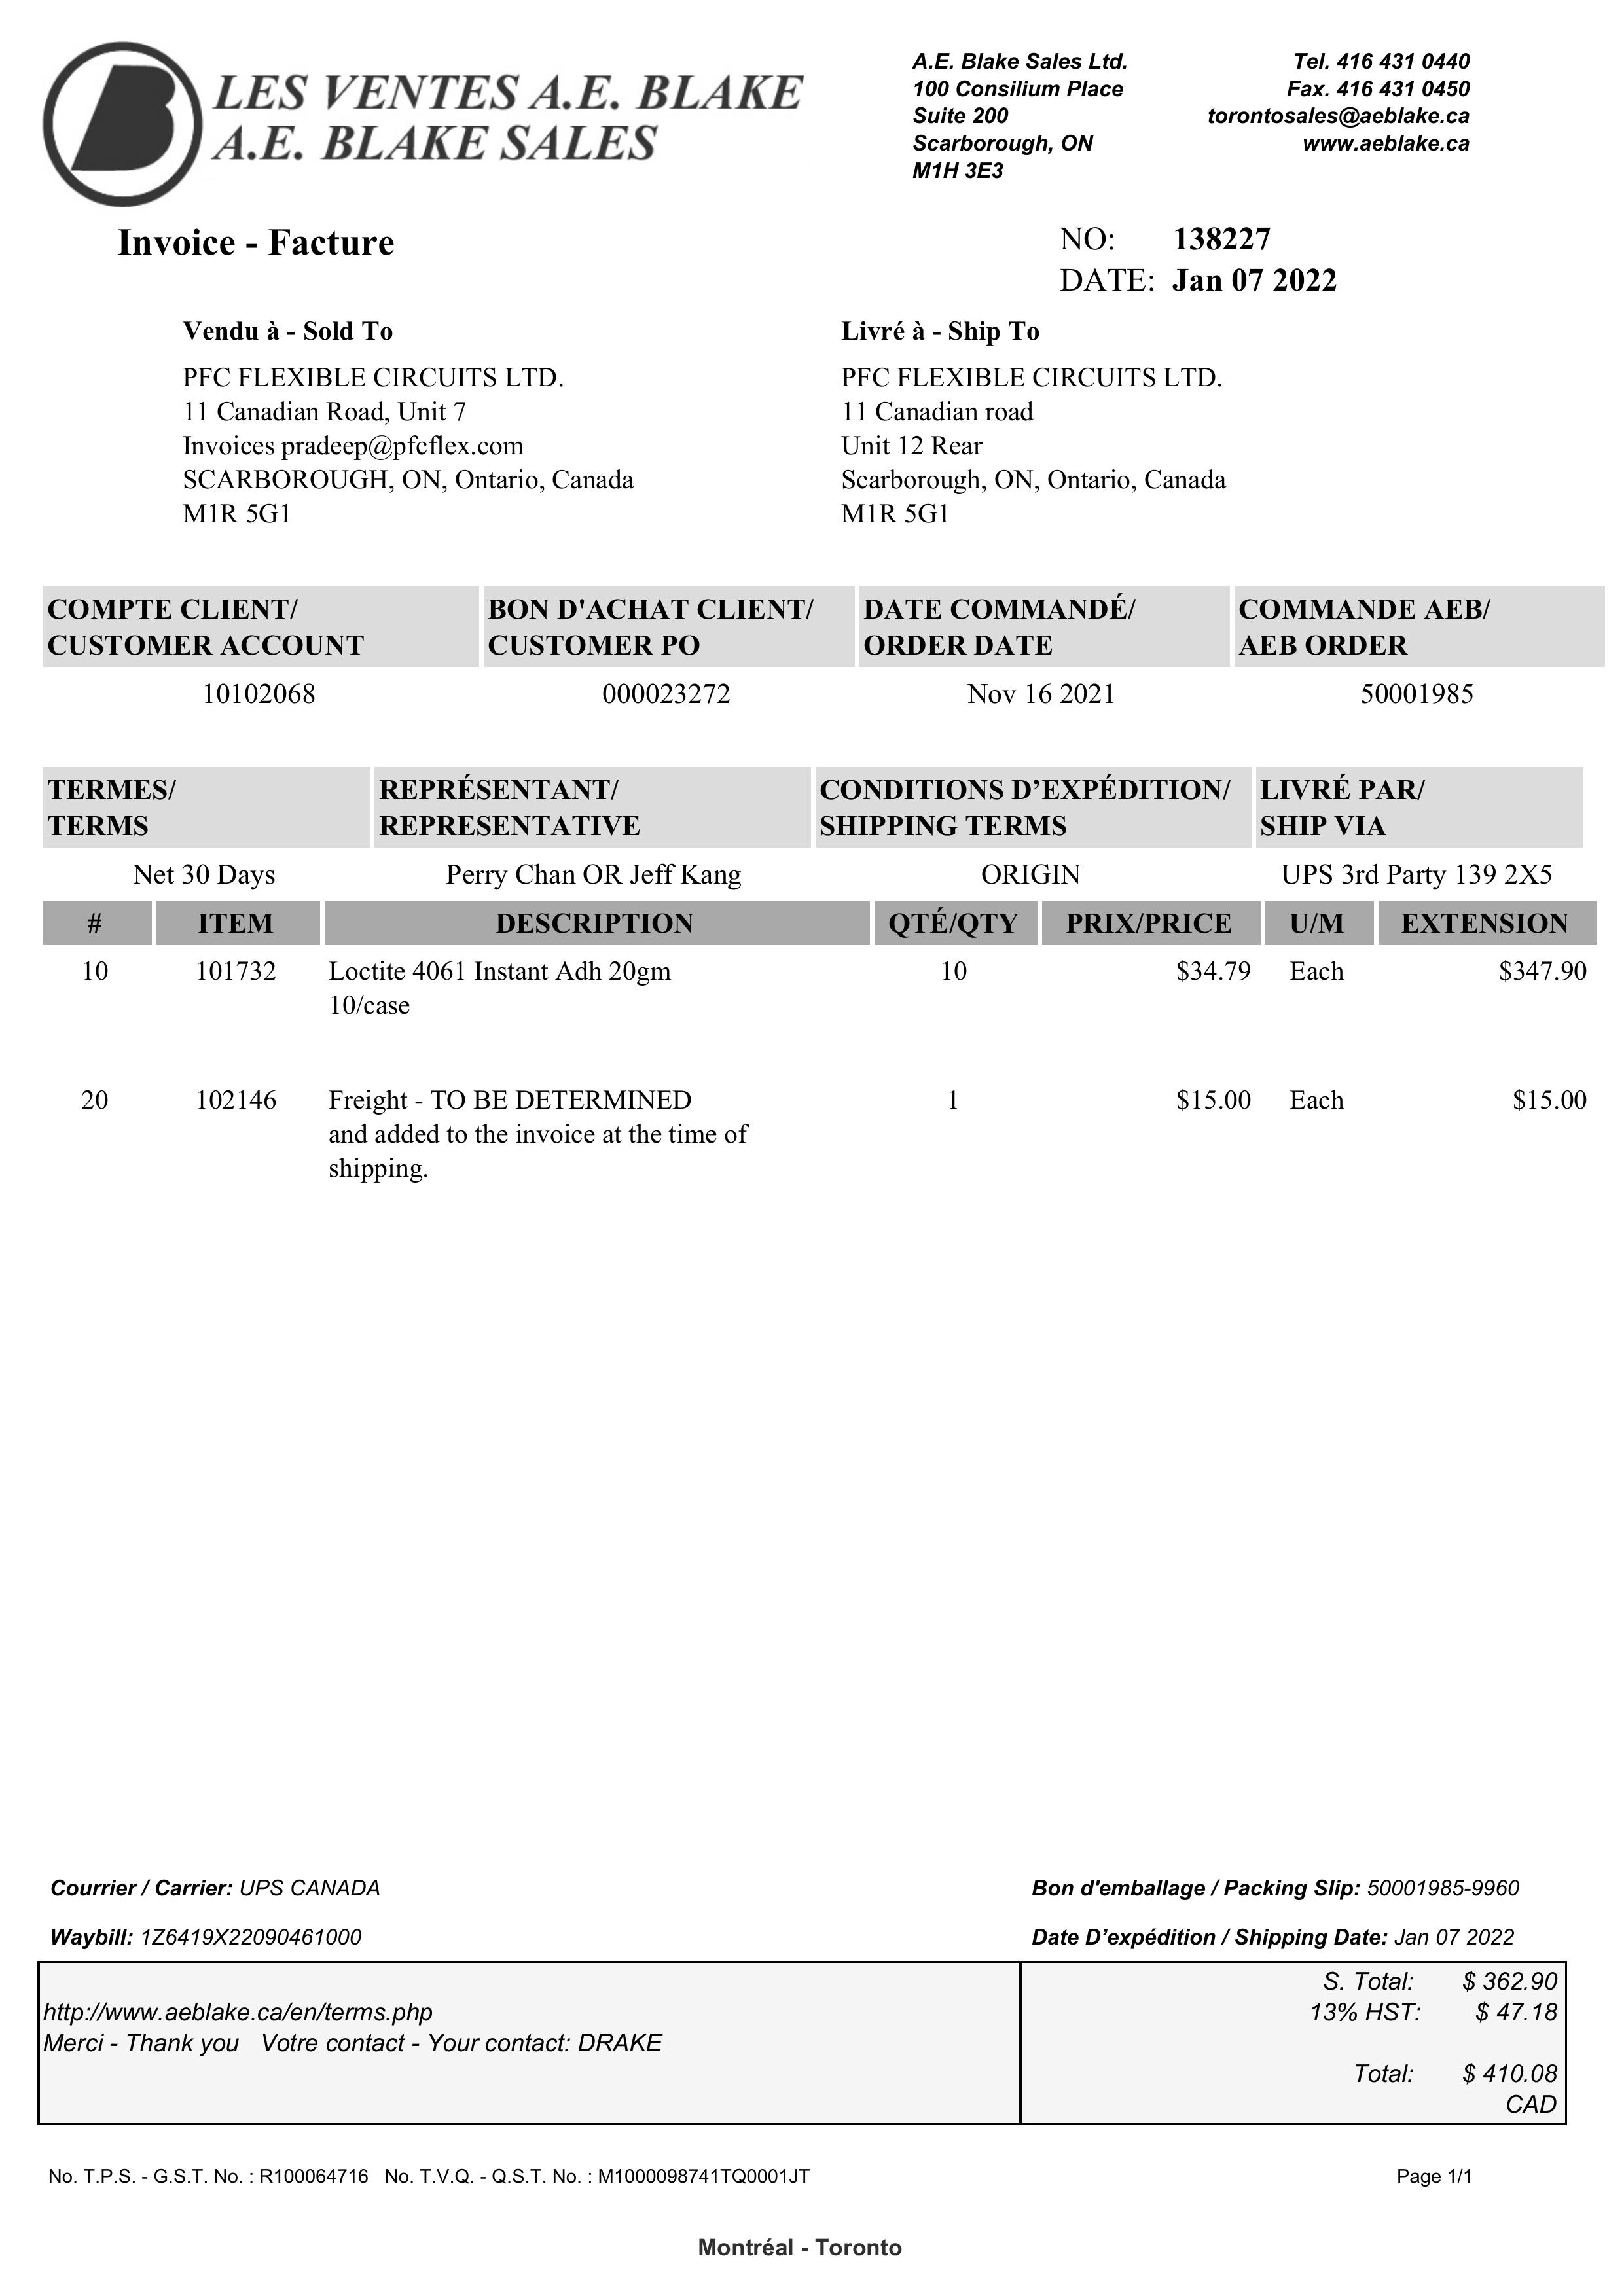 LES VENTES A.E. BLAKE
A.E. BLAKE SALES
A.E. Blake Sales Ltd.
100 Consilium Place
Suite 200
Scarborough, ON
M1H 3E3
Tel. 416 431 0440
Fax. 416 431 0450
torontosales@aeblake.ca
www.aeblake.ca
Invoice - Facture
NO: 138227
DATE: Jan 07 2022
Vendu à - Sold To
PFC FLEXIBLE CIRCUITS LTD.
11 Canadian Road, Unit 7
Invoices pradeep@pfcflex.com
SCARBOROUGH, ON, Ontario, Canada
M1R 5G1
Livré à - Ship To
PFC FLEXIBLE CIRCUITS LTD.
11 Canadian road
Unit 12 Rear
Scarborough, ON, Ontario, Canada
M1R 5G1
COMPTE CLIENT/ BON D'ACHAT CLIENT/ DATE COMMANDÉ/ COMMANDE AEB/
CUSTOMER ACCOUNT CUSTOMER PO ORDER DATE AEB ORDER
10102068 000023272 Nov 16 2021 50001985
TERMES/ REPRÉSENTANT/ CONDITIONS D’EXPÉDITION/ LIVRÉ PAR/
TERMS REPRESENTATIVE SHIPPING TERMS SHIP VIA
Net 30 Days Perry Chan OR Jeff Kang ORIGIN UPS 3rd Party 139 2X5
# ITEM DESCRIPTION QTÉ/QTY PRIX/PRICE U/M EXTENSION
10 101732 Loctite 4061 Instant Adh 20gm 10 $34.79 Each $347.90
10/case
20 102146 Freight - TO BE DETERMINED 1 $15.00 Each $15.00
and added to the invoice at the time of
shipping.
Courrier / Carrier: UPS CANADA
Bon d'emballage / Packing Slip: 50001985-9960
Waybill: 1Z6419X22090461000
Date D’expédition / Shipping Date: Jan 07 2022
http://www.aeblake.ca/en/terms.php
Merci - Thank you Votre contact - Your contact: DRAKE
S. Total: $ 362.90
13% HST: $ 47.18
Total: $ 410.08
CAD
No. T.P.S. - G.S.T. No. : R100064716 No. T.V.Q. - Q.S.T. No. : M1000098741TQ0001JT
Page 1/1
Montréal - Toronto